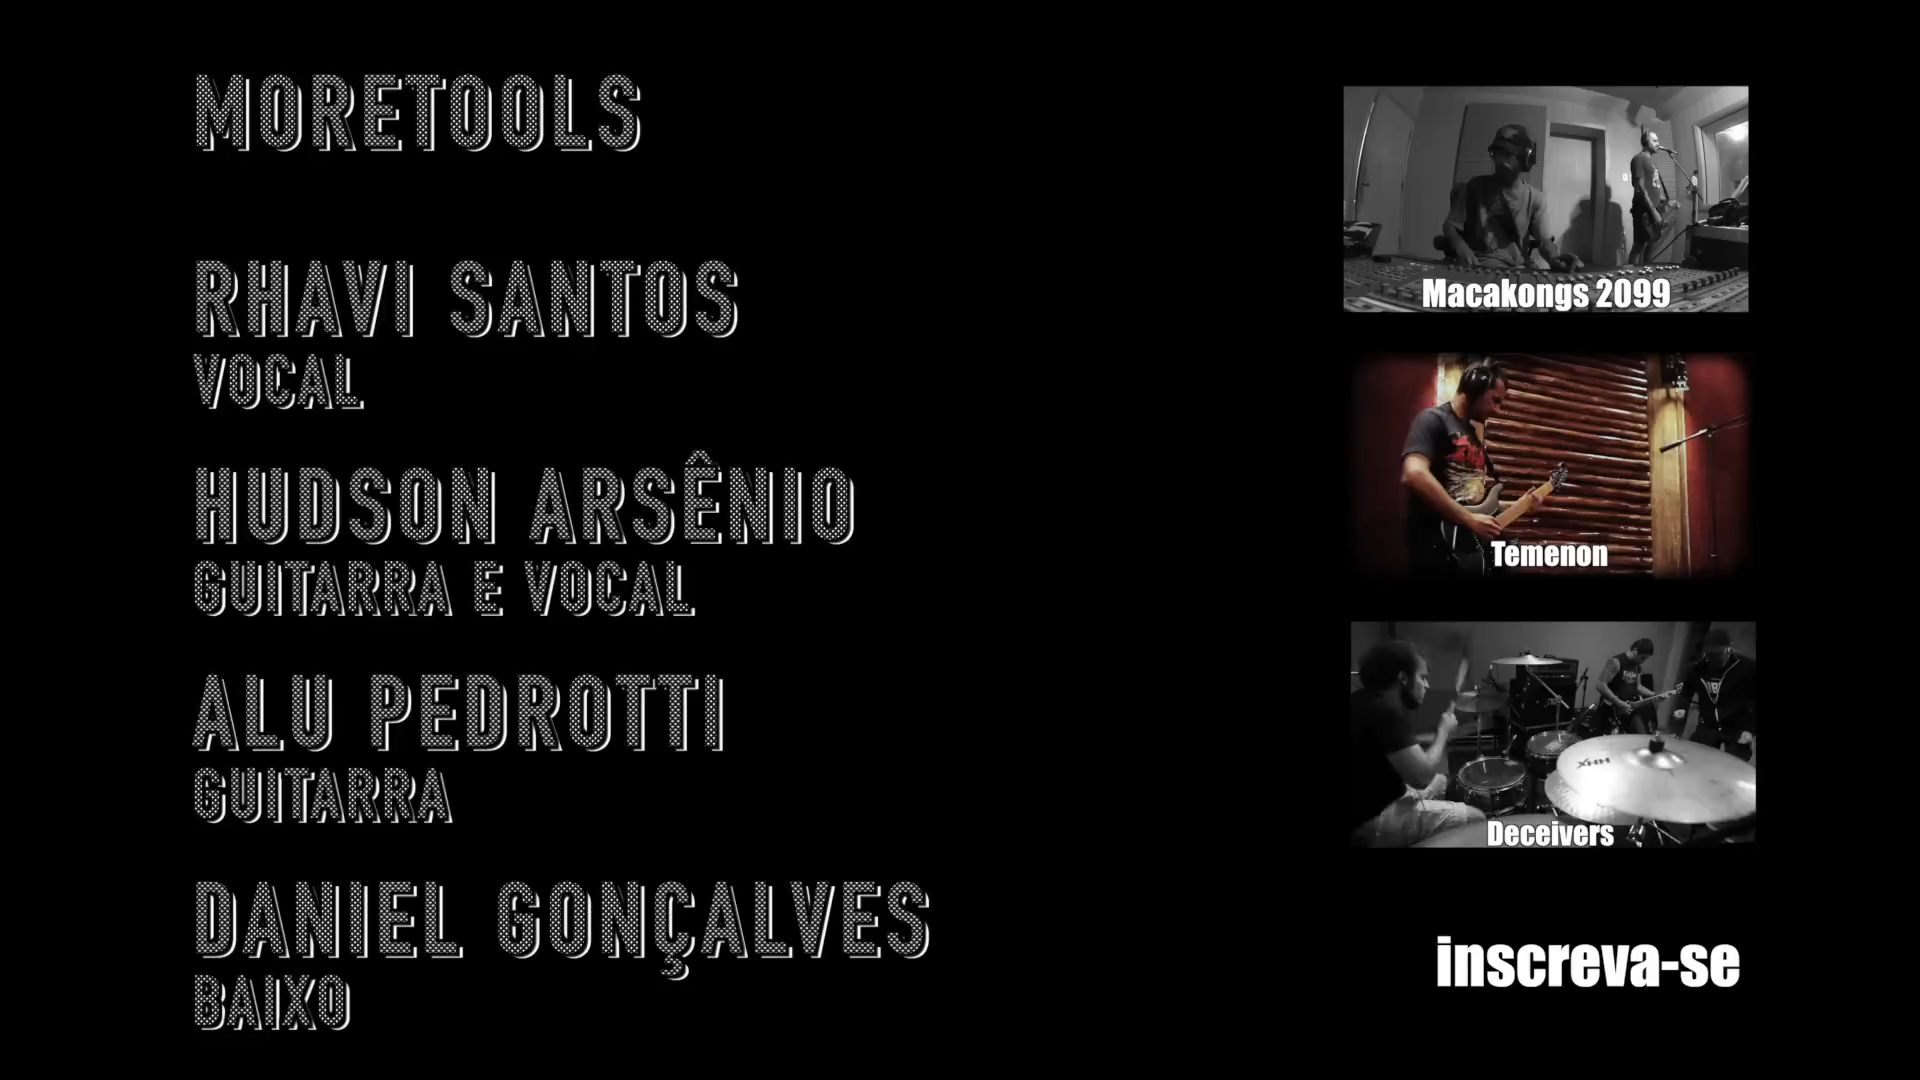 MORETOOLS
RHAVI SANTOS
VOCAL
HUDSON ARSÊNIO
GUITARRA E VOCAL
ALU PEDROTTI
GUITARRA
DANIEL GONÇALVES
BAIXO
Macakongs 2099
Temenon
HHX
Deceivers
inscreva-se